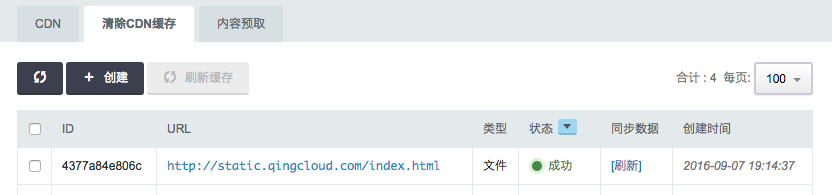 CDN 清除CDN缓存 内容预取
+ 创建 刷新缓存 合计 : 4 每页: 100
ID URL 类型 状态 同步数据 创建时间
4377a84e806c http://static.qingcloud.com/index.html 文件 成功 [刷新] 2016-09-07 19:14:37